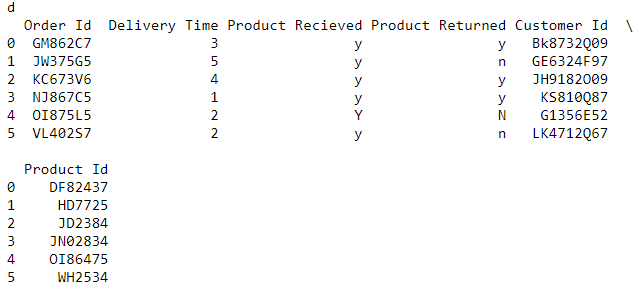 d
Order Id Delivery Time Product Recieved Product Returned Customer Id \
0 GM862C7 3 y y Bk8732Q09
1 JW375G5 5 y n GE6324F97
2 KC673V6 4 y y JH9182O09
3 NJ867C5 1 y y KS810Q87
4 OI875L5 2 Y N G1356E52
5 VL402S7 2 y n LK4712Q67
Product Id
0 DF82437
1 HD7725
2 JD2384
3 JN02834
4 OI86475
5 WH2534